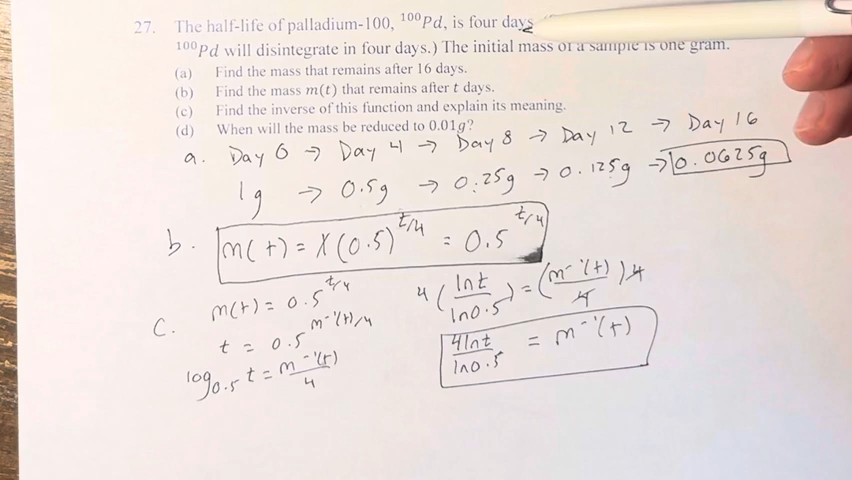 27. The half-life of palladium-100, ¹⁰⁰Pd, is four days
¹⁰⁰Pd will disintegrate in four days.) The initial mass of a sample is one gram.
(a) Find the mass that remains after 16 days.
(b) Find the mass m(t) that remains after t days.
(c) Find the inverse of this function and explain its meaning.
(d) When will the mass be reduced to 0.01g?
a. Day 0 → Day 4 → Day 8 → Day 12 → Day 16
1g → 0.5g → 0.25g → 0.125g → 0.0625g
b. m(t) = 1(0.5)^(t/4) = 0.5^(t/4)
c. m(t) = 0.5^(t/4)
t = 0.5^(m⁻¹(t)/4)
log₀.₅ t = m⁻¹(t)/4
4(ln t/ln 0.5) = (m⁻¹(t)/4)4
4 ln t/ln 0.5 = m⁻¹(t)